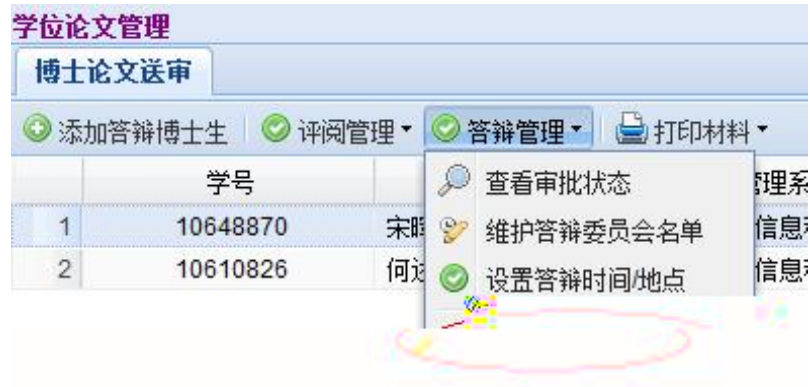 学位论文管理
博士论文送审
添加答辩博士生 评阅管理 答辩管理 打印材料
学号
查看审批状态
管理系
1 10648870 宋
维护答辩委员会名单
信息
2 10610826 何
设置答辩时间/地点
信息